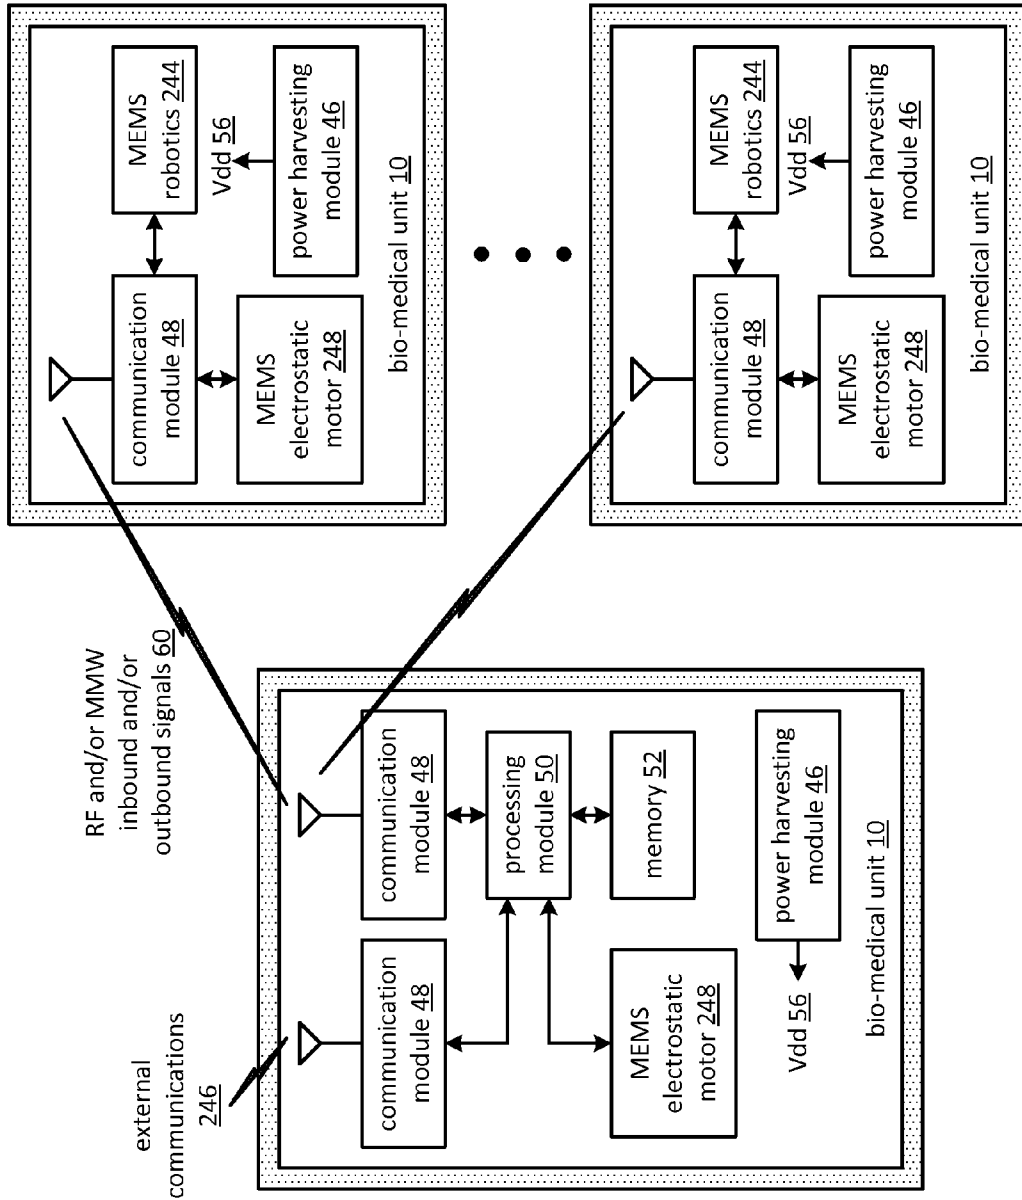 external
communications
246
RF and/or MMW
inbound and/or
outbound signals 60
communication
module 48
communication
module 48
processing
module 50
memory 52
MEMS
electrostatic
motor 248
power harvesting
module 46
Vdd 56
bio-medical unit 10
communication
module 48
MEMS
robotics 244
MEMS
electrostatic
motor 248
Vdd 56
power harvesting
module 46
bio-medical unit 10
communication
module 48
MEMS
robotics 244
MEMS
electrostatic
motor 248
Vdd 56
power harvesting
module 46
bio-medical unit 10